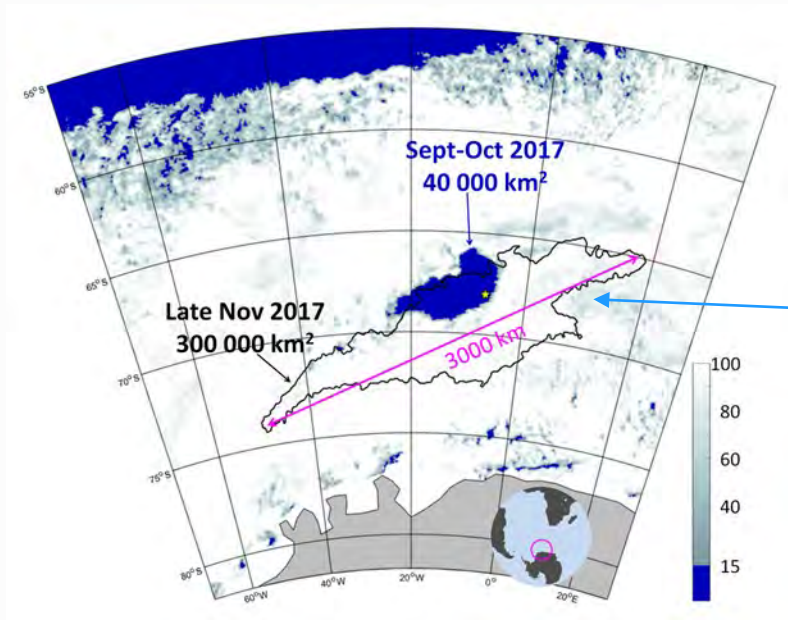 55°S
60°S
65°S
70°S
75°S
80°S
Sept-Oct 2017
40 000 km²
Late Nov 2017
300 000 km²
3000 km
100
80
60
40
15
60°W
40°W
20°W
0°
20°E